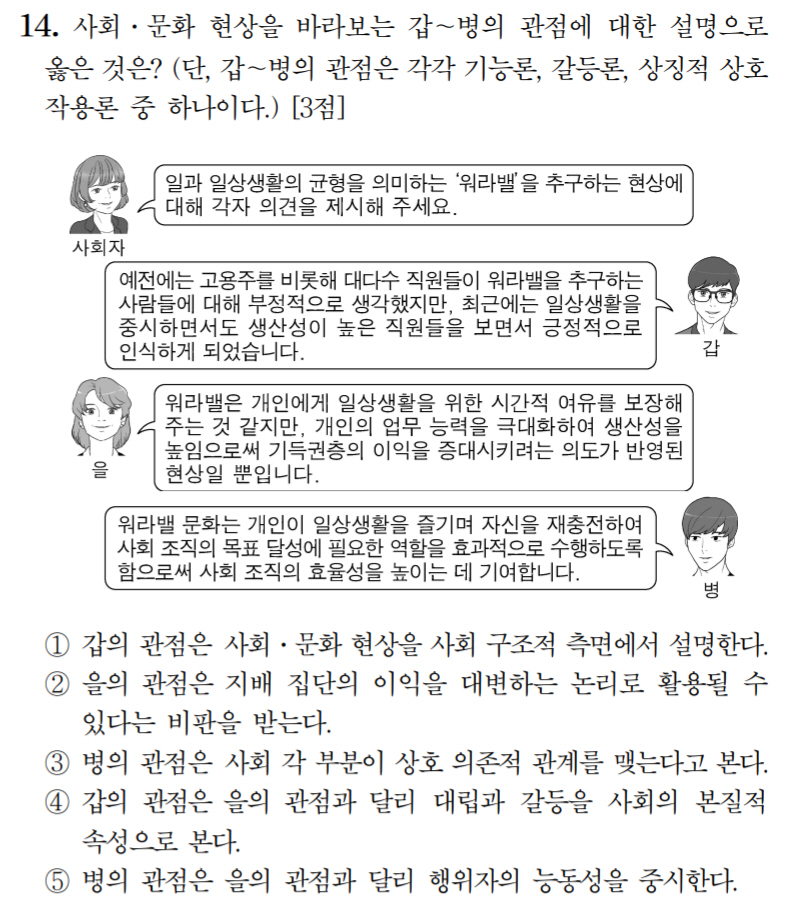 14. 사회・문화 현상을 바라보는 갑～병의 관점에 대한 설명으로
옳은 것은? (단, 갑～병의 관점은 각각 기능론, 갈등론, 상징적 상호
작용론 중 하나이다.) [3점]
일과 일상생활의 균형을 의미하는 ‘워라밸’을 추구하는 현상에
대해 각자 의견을 제시해 주세요.
사회자
예전에는 고용주를 비롯해 대다수 직원들이 워라밸을 추구하는
사람들에 대해 부정적으로 생각했지만, 최근에는 일상생활을
중시하면서도 생산성이 높은 직원들을 보면서 긍정적으로
인식하게 되었습니다.
갑
워라밸은 개인에게 일상생활을 위한 시간적 여유를 보장해
주는 것 같지만, 개인의 업무 능력을 극대화하여 생산성을
높임으로써 기득권층의 이익을 증대시키려는 의도가 반영된
현상일 뿐입니다.
을
워라밸 문화는 개인이 일상생활을 즐기며 자신을 재충전하여
사회 조직의 목표 달성에 필요한 역할을 효과적으로 수행하도록
함으로써 사회 조직의 효율성을 높이는 데 기여합니다.
병
① 갑의 관점은 사회・문화 현상을 사회 구조적 측면에서 설명한다.
② 을의 관점은 지배 집단의 이익을 대변하는 논리로 활용될 수
있다는 비판을 받는다.
③ 병의 관점은 사회 각 부분이 상호 의존적 관계를 맺는다고 본다.
④ 갑의 관점은 을의 관점과 달리 대립과 갈등을 사회의 본질적
속성으로 본다.
⑤ 병의 관점은 을의 관점과 달리 행위자의 능동성을 중시한다.